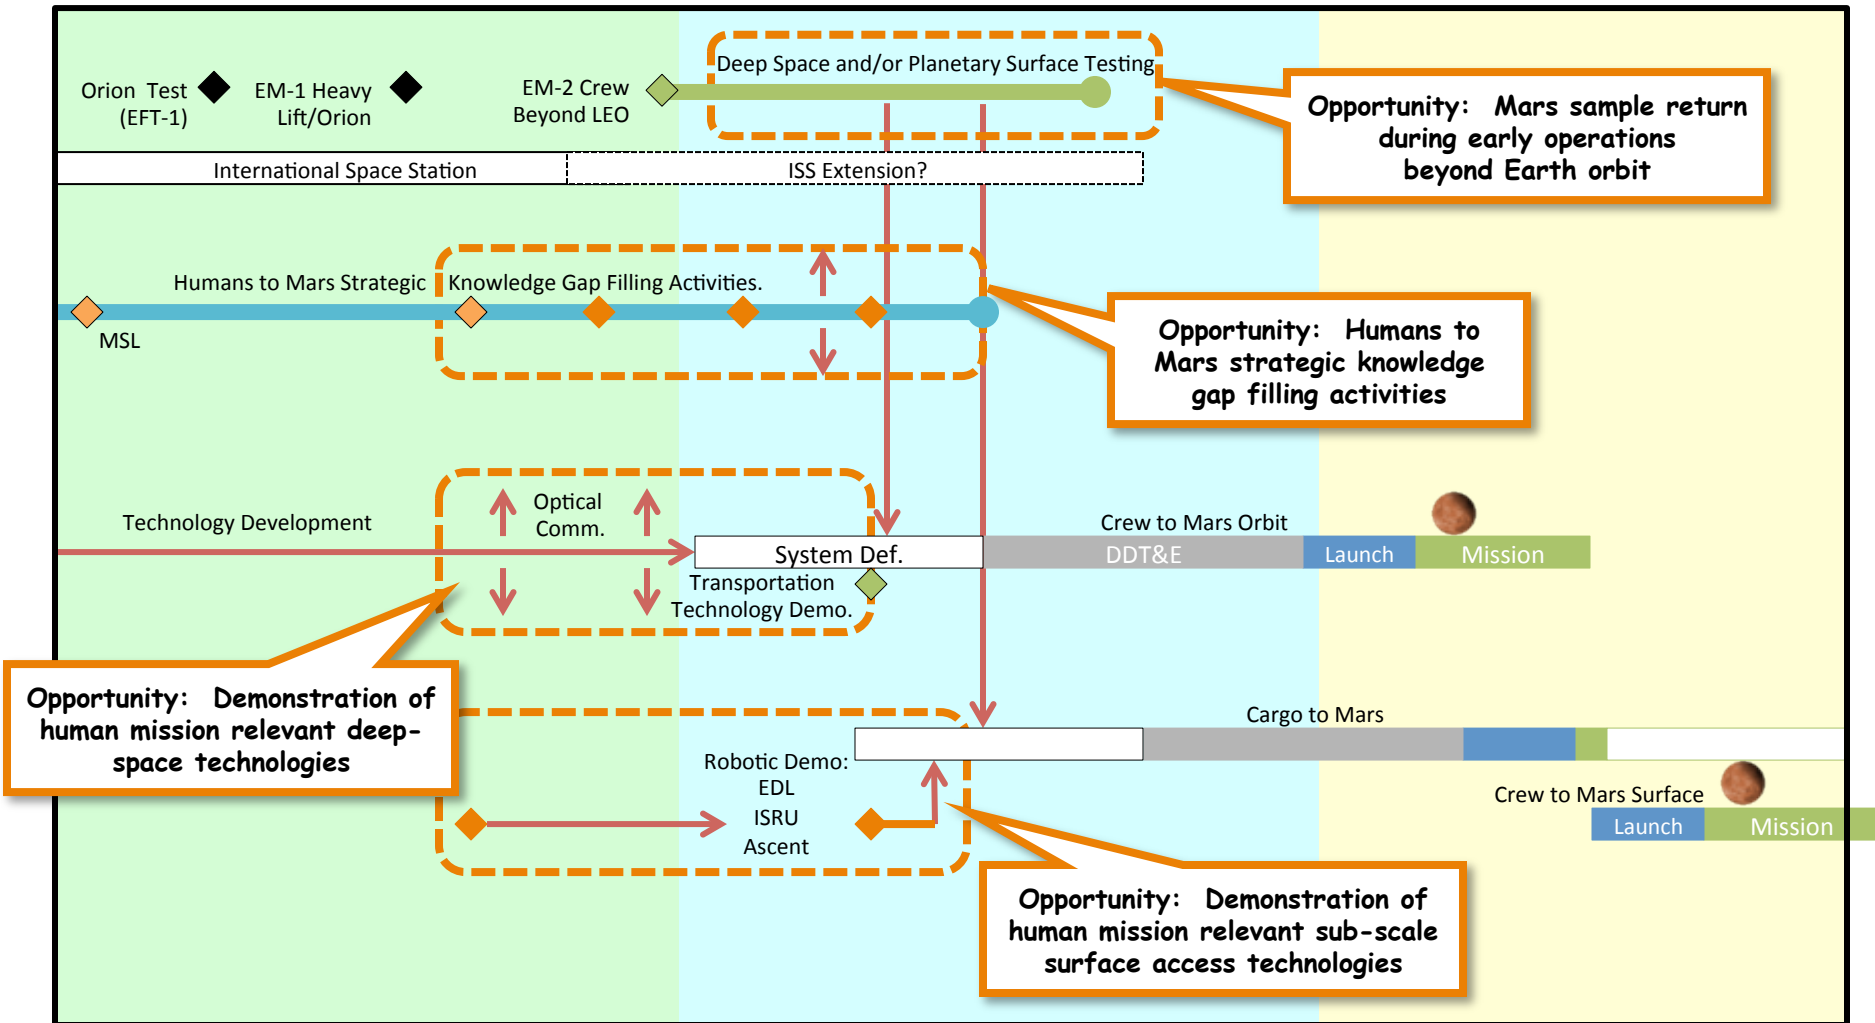 Deep Space and/or Planetary Surface Testing
Orion Test
(EFT-1)
EM-1 Heavy
Lift/Orion
EM-2 Crew
Beyond LEO
Opportunity: Mars sample return
during early operations
beyond Earth orbit
International Space Station
ISS Extension?
Humans to Mars Strategic Knowledge Gap Filling Activities.
MSL
Opportunity: Humans to
Mars strategic knowledge
gap filling activities
Technology Development
Optical
Comm.
System Def.
Transportation
Technology Demo.
Crew to Mars Orbit
DDT&E
Launch
Mission
Opportunity: Demonstration of
human mission relevant deep-
space technologies
Cargo to Mars
Robotic Demo:
EDL
ISRU
Ascent
Crew to Mars Surface
Launch
Mission
Opportunity: Demonstration of
human mission relevant sub-scale
surface access technologies